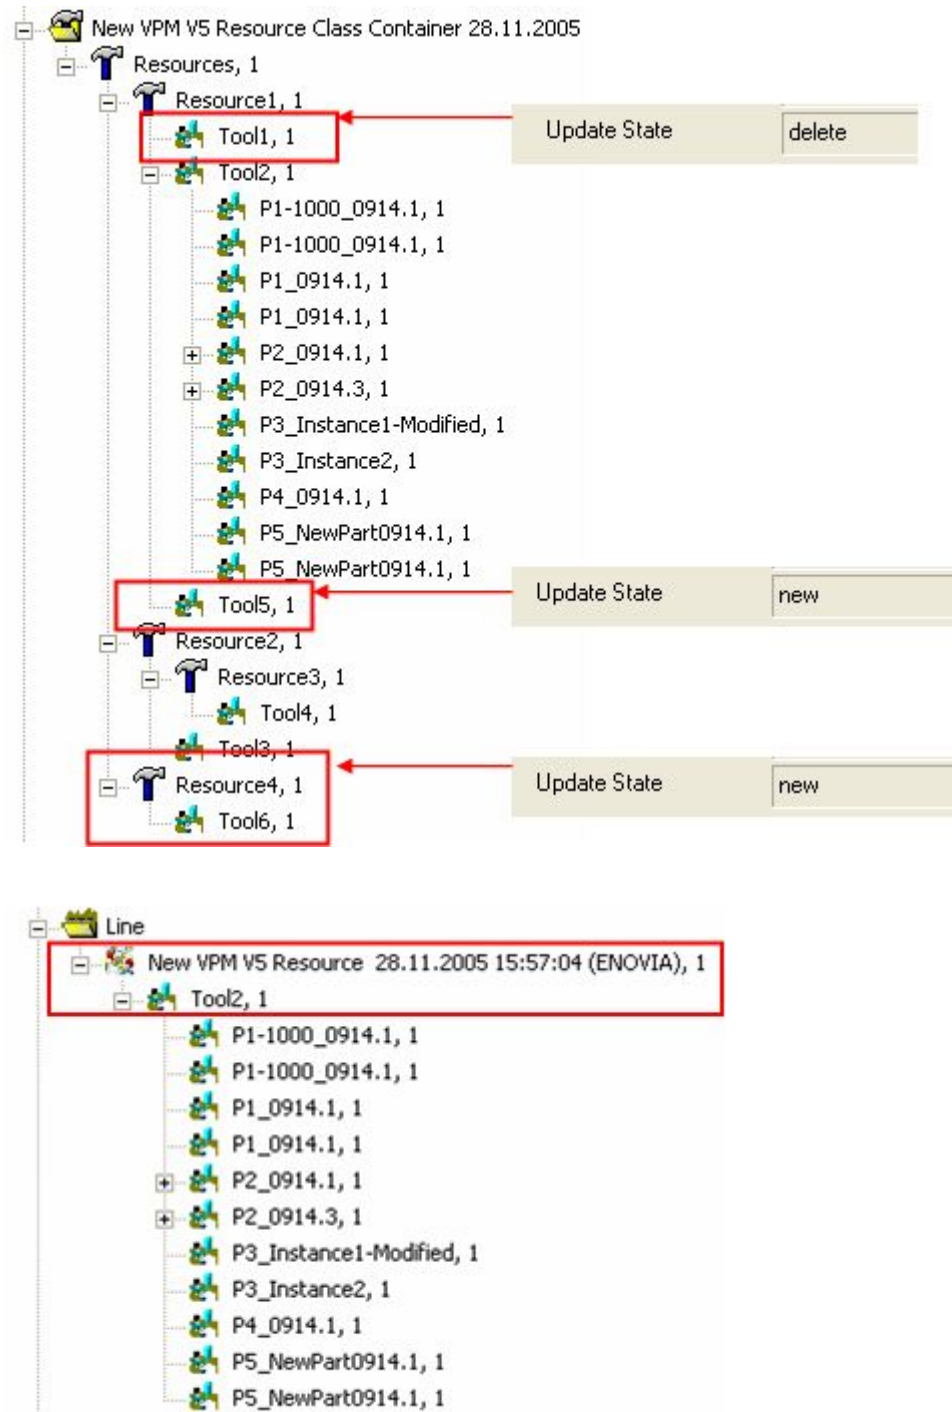 New VPM V5 Resource Class Container 28.11.2005
Resources, 1
Resource1, 1
Tool1, 1
Update State delete
Tool2, 1
P1-1000_0914.1, 1
P1-1000_0914.1, 1
P1_0914.1, 1
P1_0914.1, 1
P2_0914.1, 1
P2_0914.3, 1
P3_Instance1-Modified, 1
P3_Instance2, 1
P4_0914.1, 1
P5_NewPart0914.1, 1
P5_NewPart0914.1, 1
Tool5, 1
Update State new
Resource2, 1
Resource3, 1
Tool4, 1
Tool3, 1
Resource4, 1
Update State new
Tool6, 1
Line
New VPM V5 Resource 28.11.2005 15:57:04 (ENOVIA), 1
Tool2, 1
P1-1000_0914.1, 1
P1-1000_0914.1, 1
P1_0914.1, 1
P1_0914.1, 1
P2_0914.1, 1
P2_0914.3, 1
P3_Instance1-Modified, 1
P3_Instance2, 1
P4_0914.1, 1
P5_NewPart0914.1, 1
P5_NewPart0914.1, 1